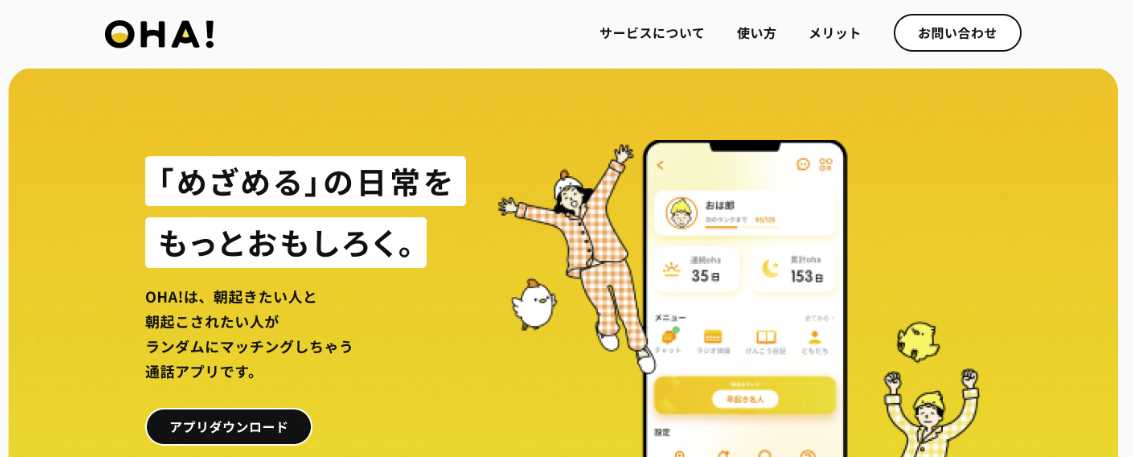 OHA!
サービスについて
使い方
メリット
お問い合わせ
「めざめる」の日常を
もっとおもしろく。
OHA!は、朝起きたい人と
朝起こされたい人が
ランダムにマッチングしちゃう
通話アプリです。
アプリダウンロード
おは郎
次のランクまで 85/100
連続oha
35日
累計oha
153日
メニュー
全てみる
チャット
ラジオ体操
けんこう日記
ともだち
早起き名人
設定